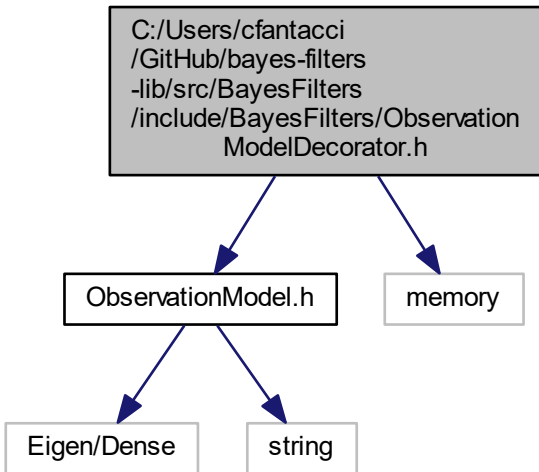 C:/Users/cfantacci
/GitHub/bayes-filters
-lib/src/BayesFilters
/include/BayesFilters/Observation
ModelDecorator.h
ObservationModel.h
memory
Eigen/Dense
string